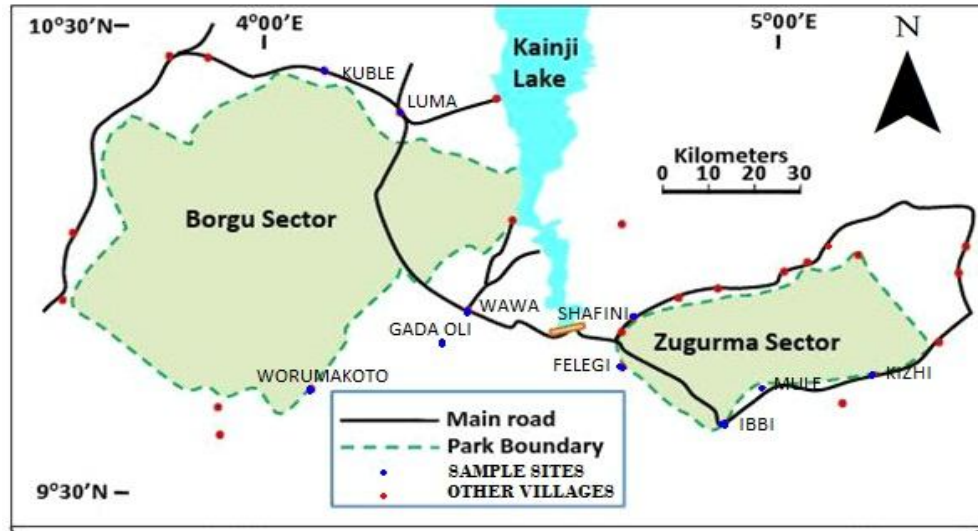 10°30'N
4°00'E
5°00'E
N
Kainji
Lake
KUBLE
LUMA
Kilometers
0 10 20 30
Borgu Sector
WAWA
SHAFINI
GADA OLI
Zugurma Sector
FELEGI
WORUMAKOTO
MULE
KIZHI
IBBI
Main road
Park Boundary
SAMPLE SITES
OTHER VILLAGES
9°30'N